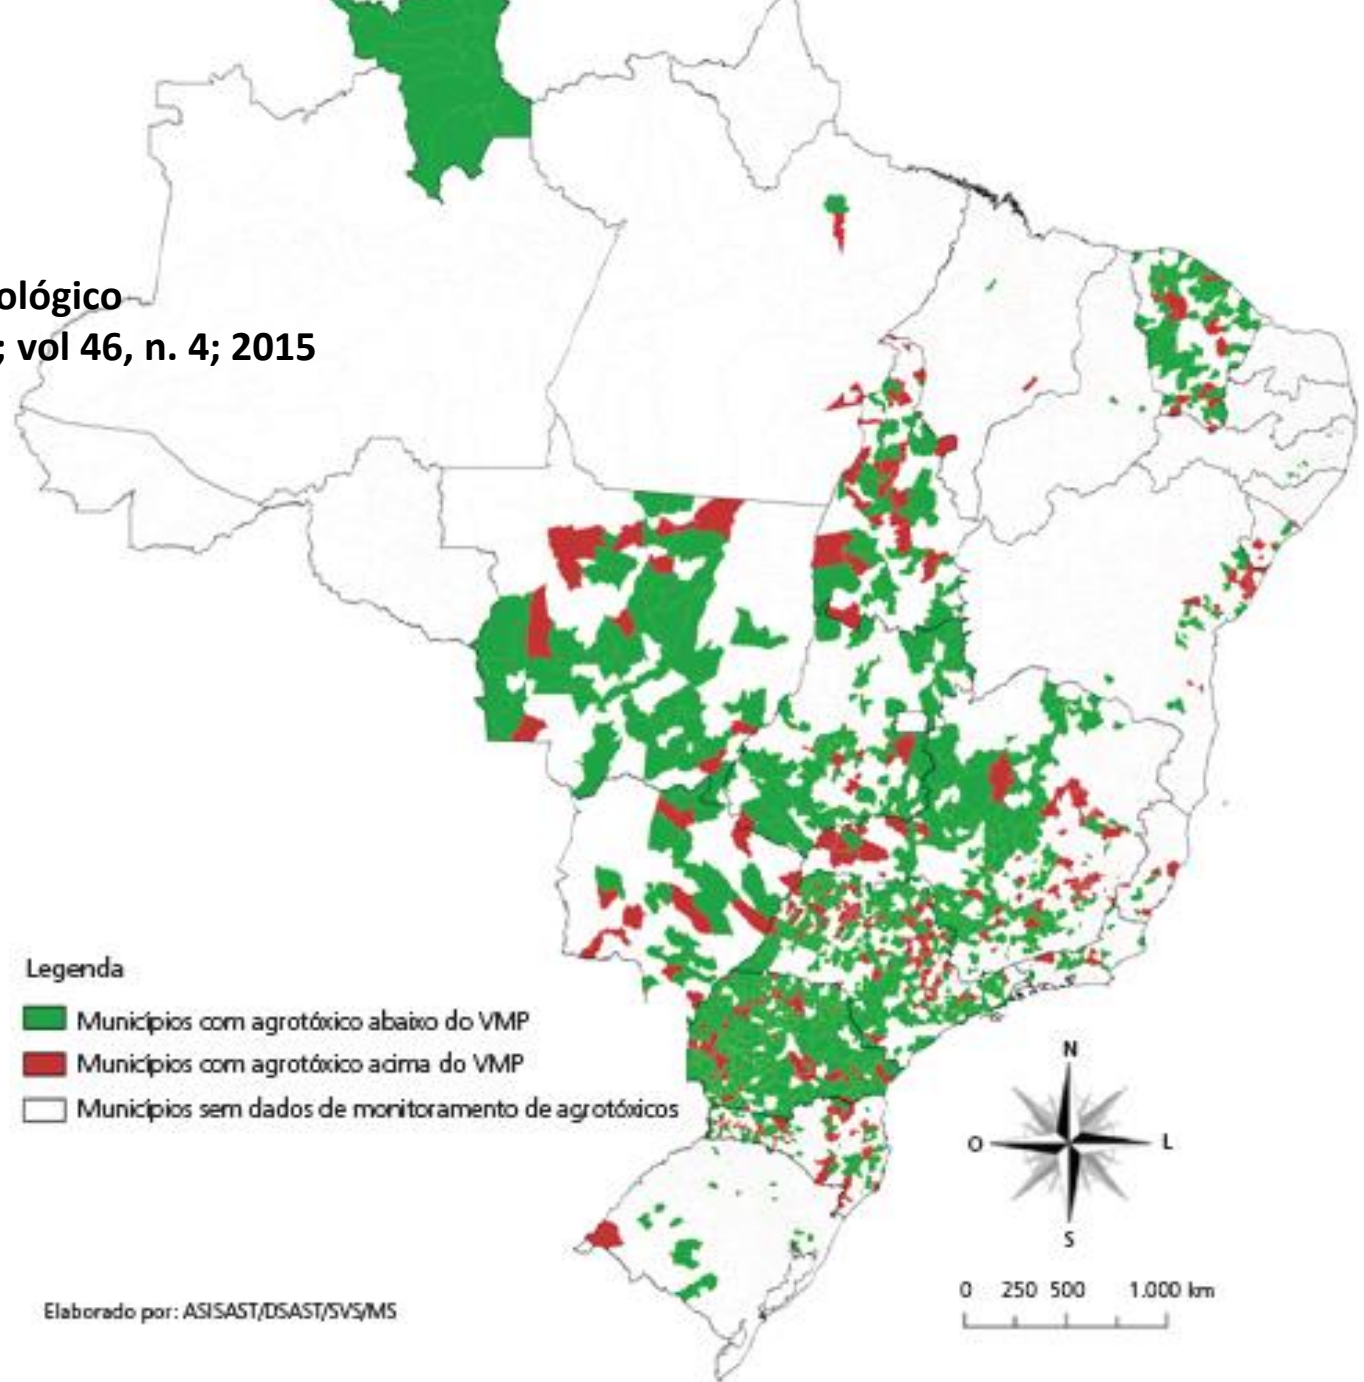 ológico
; vol 46, n. 4; 2015
Legenda
Municípios com agrotóxico abaixo do VMP
Municípios com agrotóxico acima do VMP
Municípios sem dados de monitoramento de agrotóxicos
N
O
L
S
0 250 500 1.000 km
Elaborado por: ASISAST/DSAST/SVS/MS